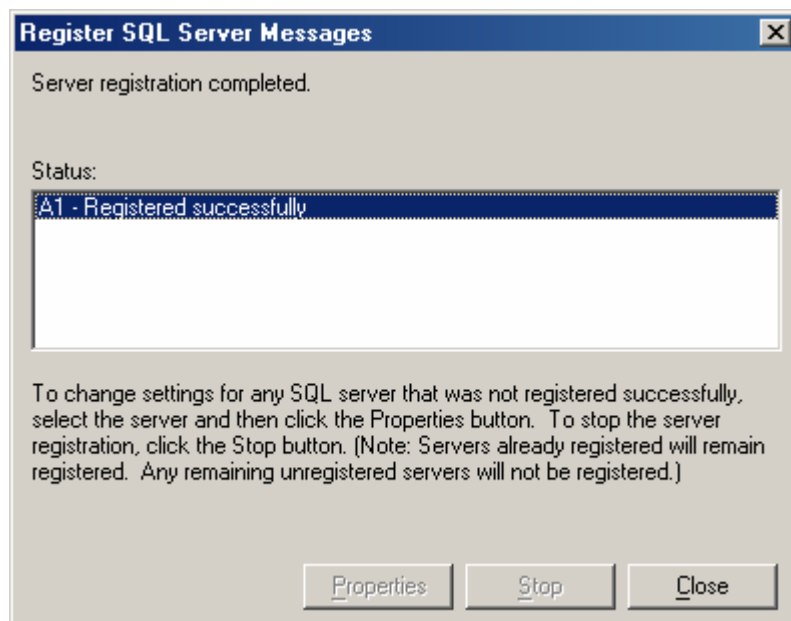 Register SQL Server Messages
Server registration completed.
Status:
A1 - Registered successfully
To change settings for any SQL server that was not registered successfully,
select the server and then click the Properties button.  To stop the server
registration, click the Stop button. (Note: Servers already registered will remain
registered.  Any remaining unregistered servers will not be registered.)
Properties
Stop
Close